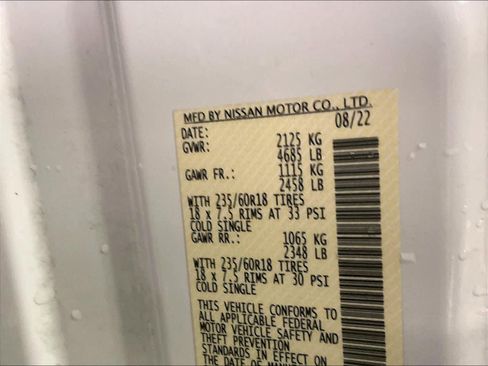 MFD BY NISSAN MOTOR CO., LTD.
DATE: 08/22
GVWR: 2125 KG
4685 LB
GAWR FR.: 1115 KG
2458 LB
WITH 235/60R18 TIRES
18 x 7.5 RIMS AT 33 PSI
COLD SINGLE
GAWR RR.: 1065 KG
2348 LB
WITH 235/60R18 TIRES
18 x 7.5 RIMS AT 30 PSI
COLD SINGLE
THIS VEHICLE CONFORMS TO
ALL APPLICABLE FEDERAL
MOTOR VEHICLE SAFETY AND
THEFT PREVENTION
STANDARDS IN EFFECT ON
THE DATE OF